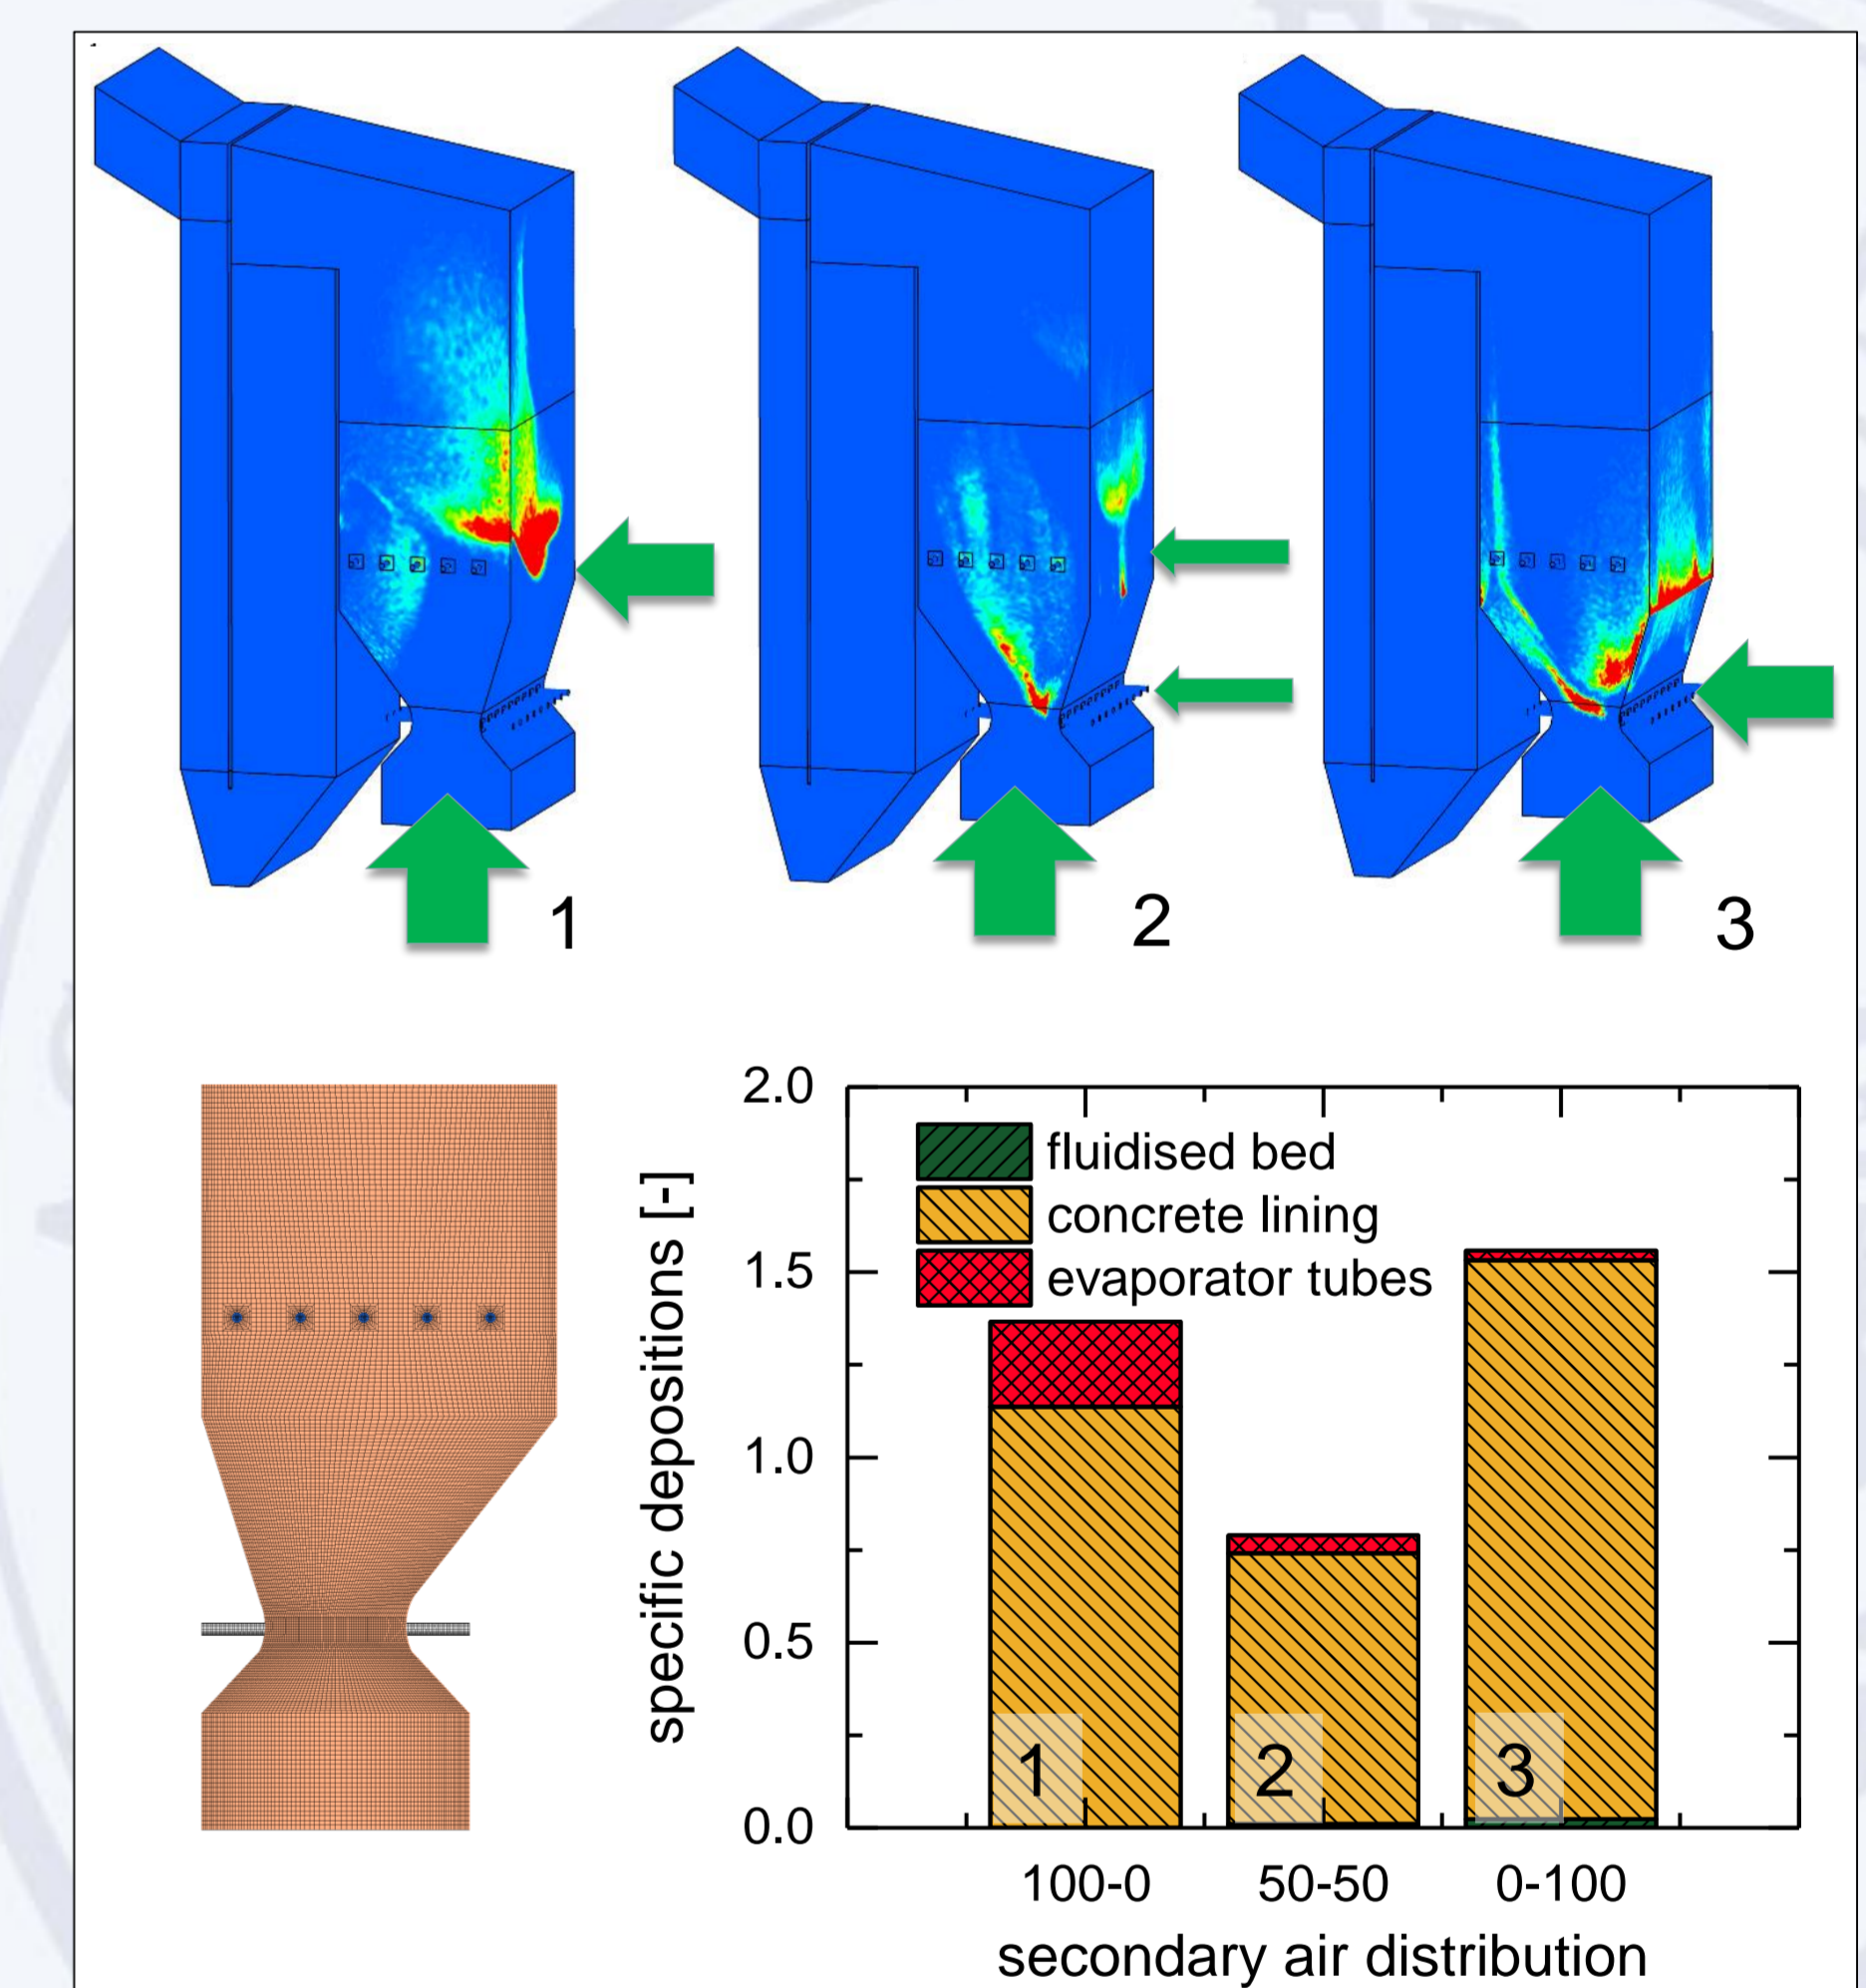 1
2
3
2.0
1.5
1.0
0.5
0.0
specific depositions [-]
fluidised bed
concrete lining
evaporator tubes
1
2
3
100-0
50-50
0-100
secondary air distribution